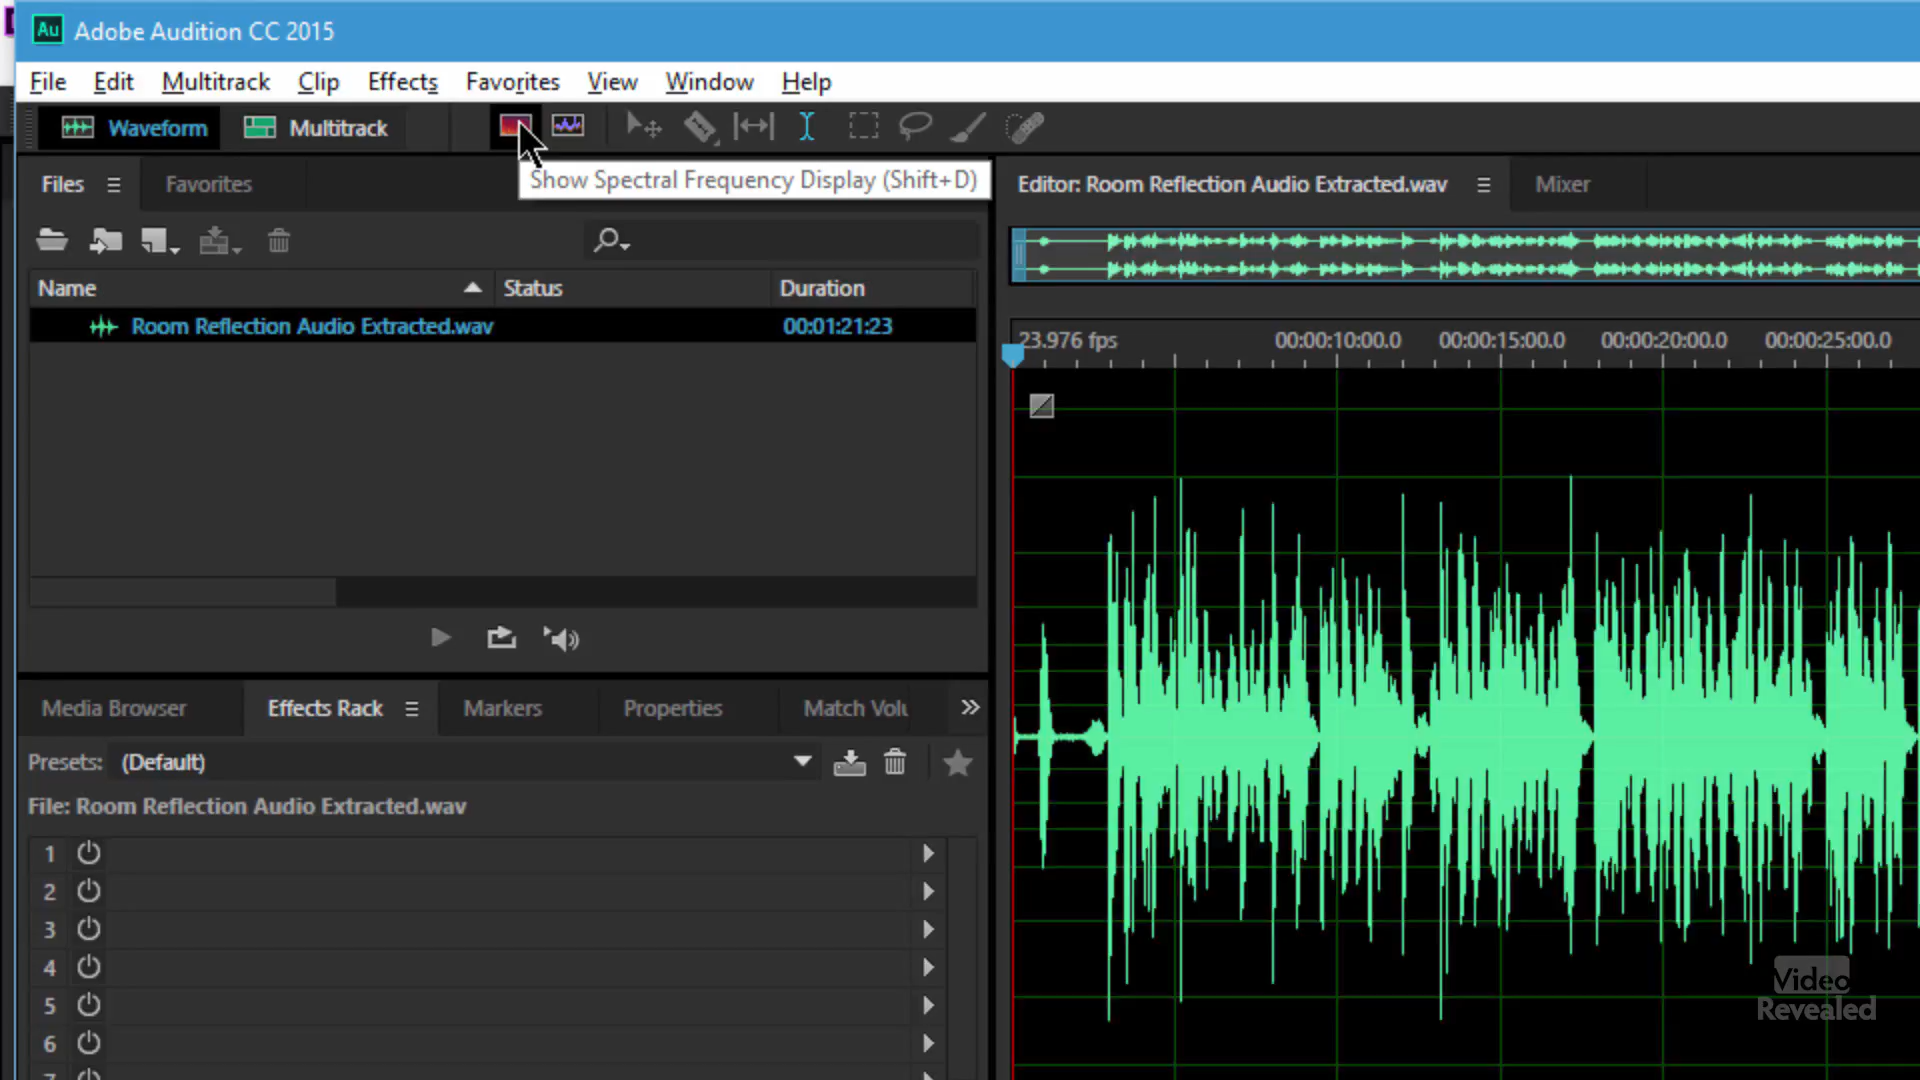 Au Adobe Audition CC 2015
File Edit Multitrack Clip Effects Favorites View Window Help
Waveform Multitrack
Show Spectral Frequency Display (Shift+D)
Files Favorites
Editor: Room Reflection Audio Extracted.wav Mixer
Name Status Duration
Room Reflection Audio Extracted.wav 00:01:21:23
23.976 fps 00:00:10:00.0 00:00:15:00.0 00:00:20:00.0 00:00:25:00.0
Media Browser Effects Rack Markers Properties Match Volu
Presets: (Default)
File: Room Reflection Audio Extracted.wav
1
2
3
4
5
6
7
Video
Revealed